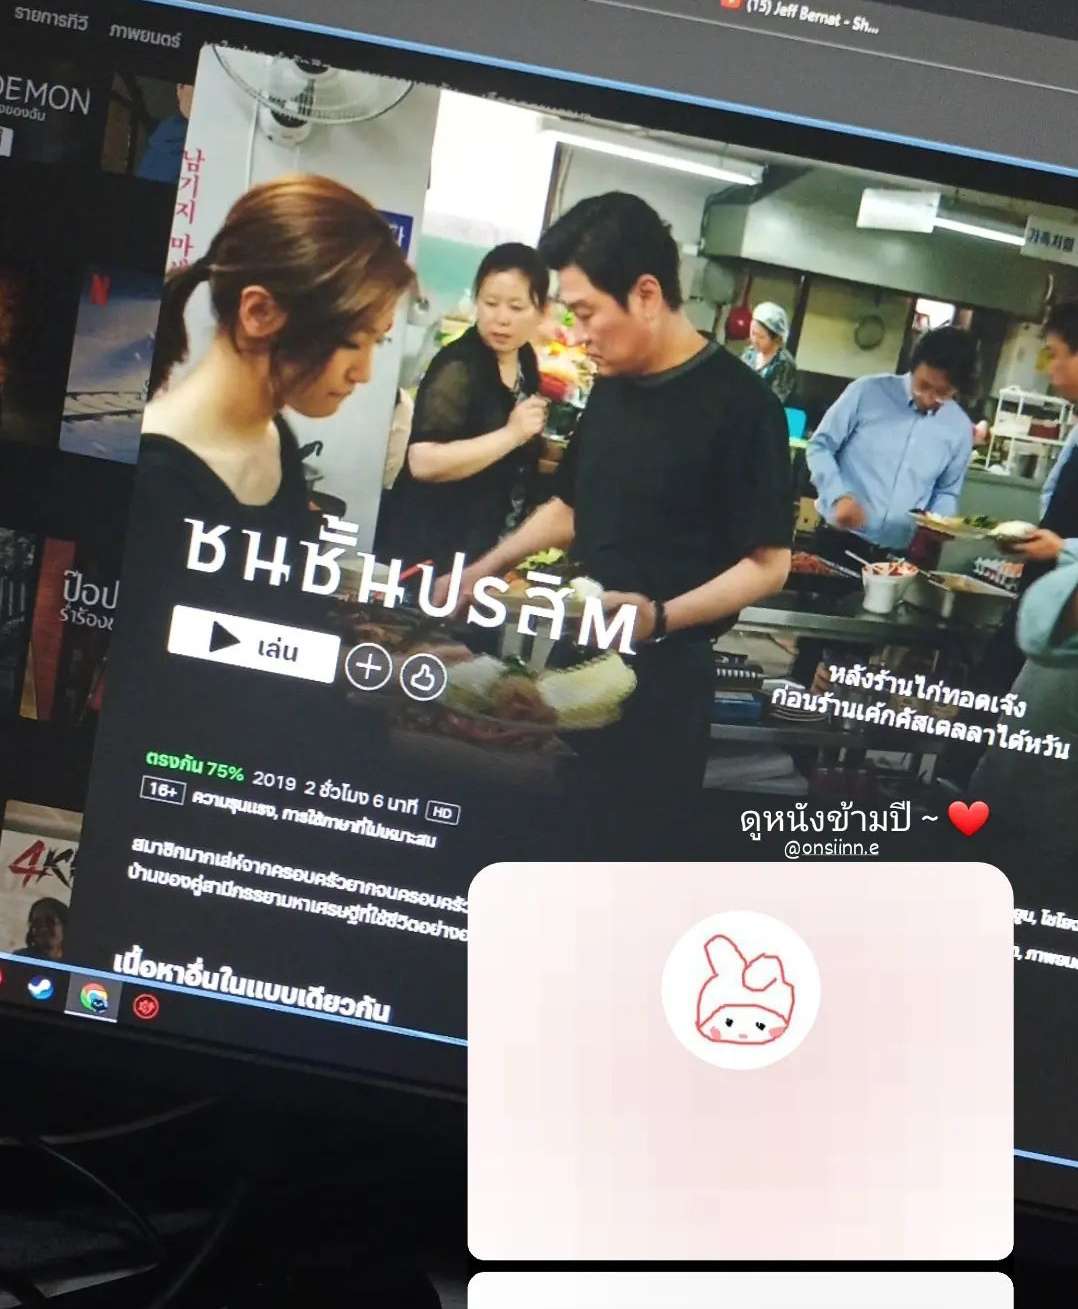 (15) Jeff Bernat - Sh...
รายการทีวี ภาพยนตร์
DEMON
ของฉัน
남기지
N
ชนชั้นปรสิต
เล่น
หลังร้านไก่ทอดเจ๊ง
ก่อนร้านเค้กคัสเตลลาไต้หวัน
ป๊อป
ตรงกัน 75% 2019 2 ชั่วโมง 6 นาที HD
16+ ความรุนแรง, การใช้ภาษาที่ไม่เหมาะสม
ดูหนังข้ามปี ~ ❤️
@onsiinn.e
สมาชิกมากเล่ห์จากครอบครัวยากจนครอบครัว
บ้านของคู่สามีภรรยามหาเศรษฐีที่ใช้ชีวิตอย่าง
4K
เนื้อหาอื่นในแบบเดียวกัน